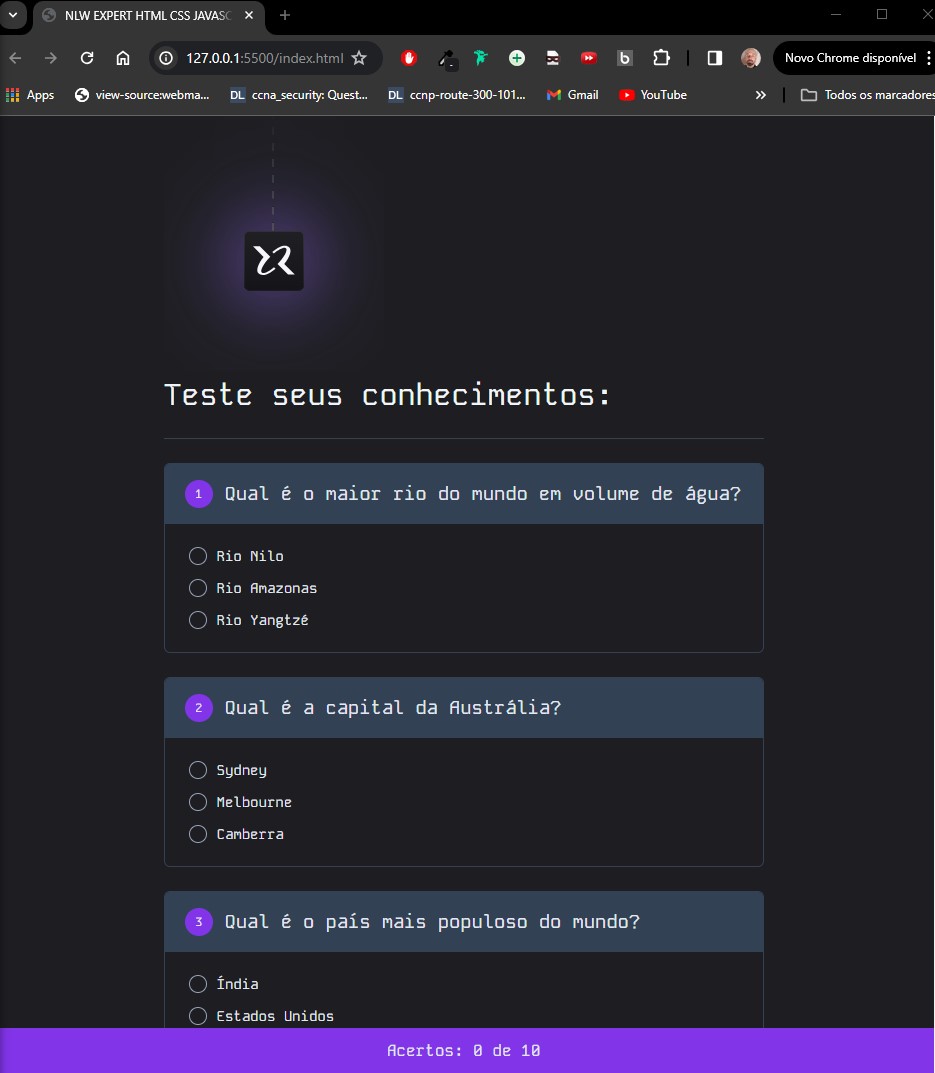 NLW EXPERT HTML CSS JAVASC
127.0.0.1:5500/index.html
Novo Chrome disponível
Apps
view-source:webma...
DL ccna_security: Quest...
DL ccnp-route-300-101...
Gmail
YouTube
Todos os marcadores
Teste seus conhecimentos:
1 Qual é o maior rio do mundo em volume de água?
Rio Nilo
Rio Amazonas
Rio Yangtzé
2 Qual é a capital da Austrália?
Sydney
Melbourne
Camberra
3 Qual é o país mais populoso do mundo?
Índia
Estados Unidos
Acertos: 0 de 10